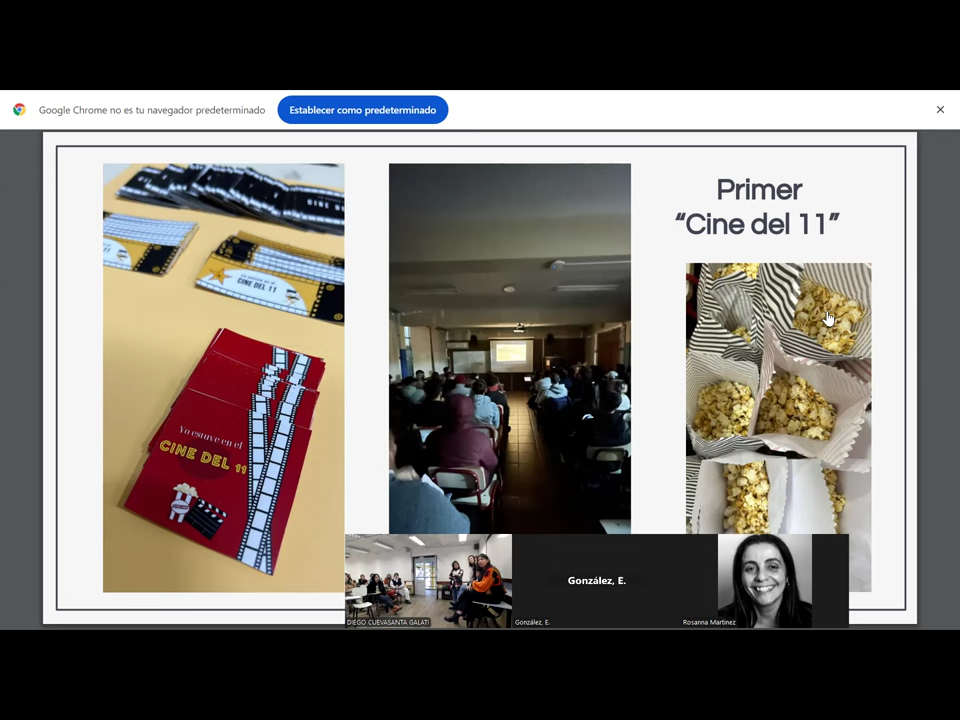 Google Chrome no es tu navegador predeterminado
Establecer como predeterminado
Primer
“Cine del 11”
CINE DEL 11
Yo estuve en el
CINE DEL 11
González, E.
DIEGO CUEVASANTA GALATI
González, E.
Rosanna Martinez